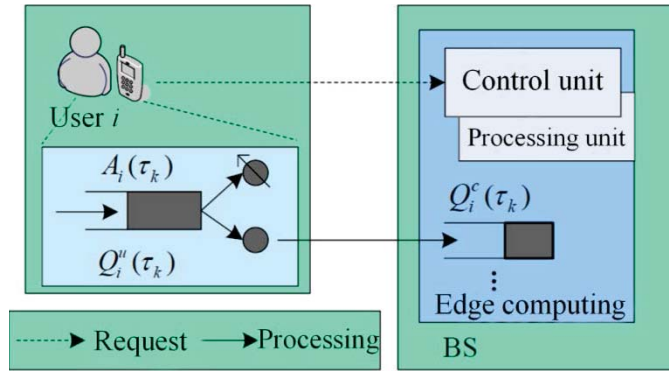 User i
A_i(τ_k)
Q_i^u(τ_k)
Control unit
Processing unit
Q_i^c(τ_k)
⋮
Edge computing
BS
Request
Processing